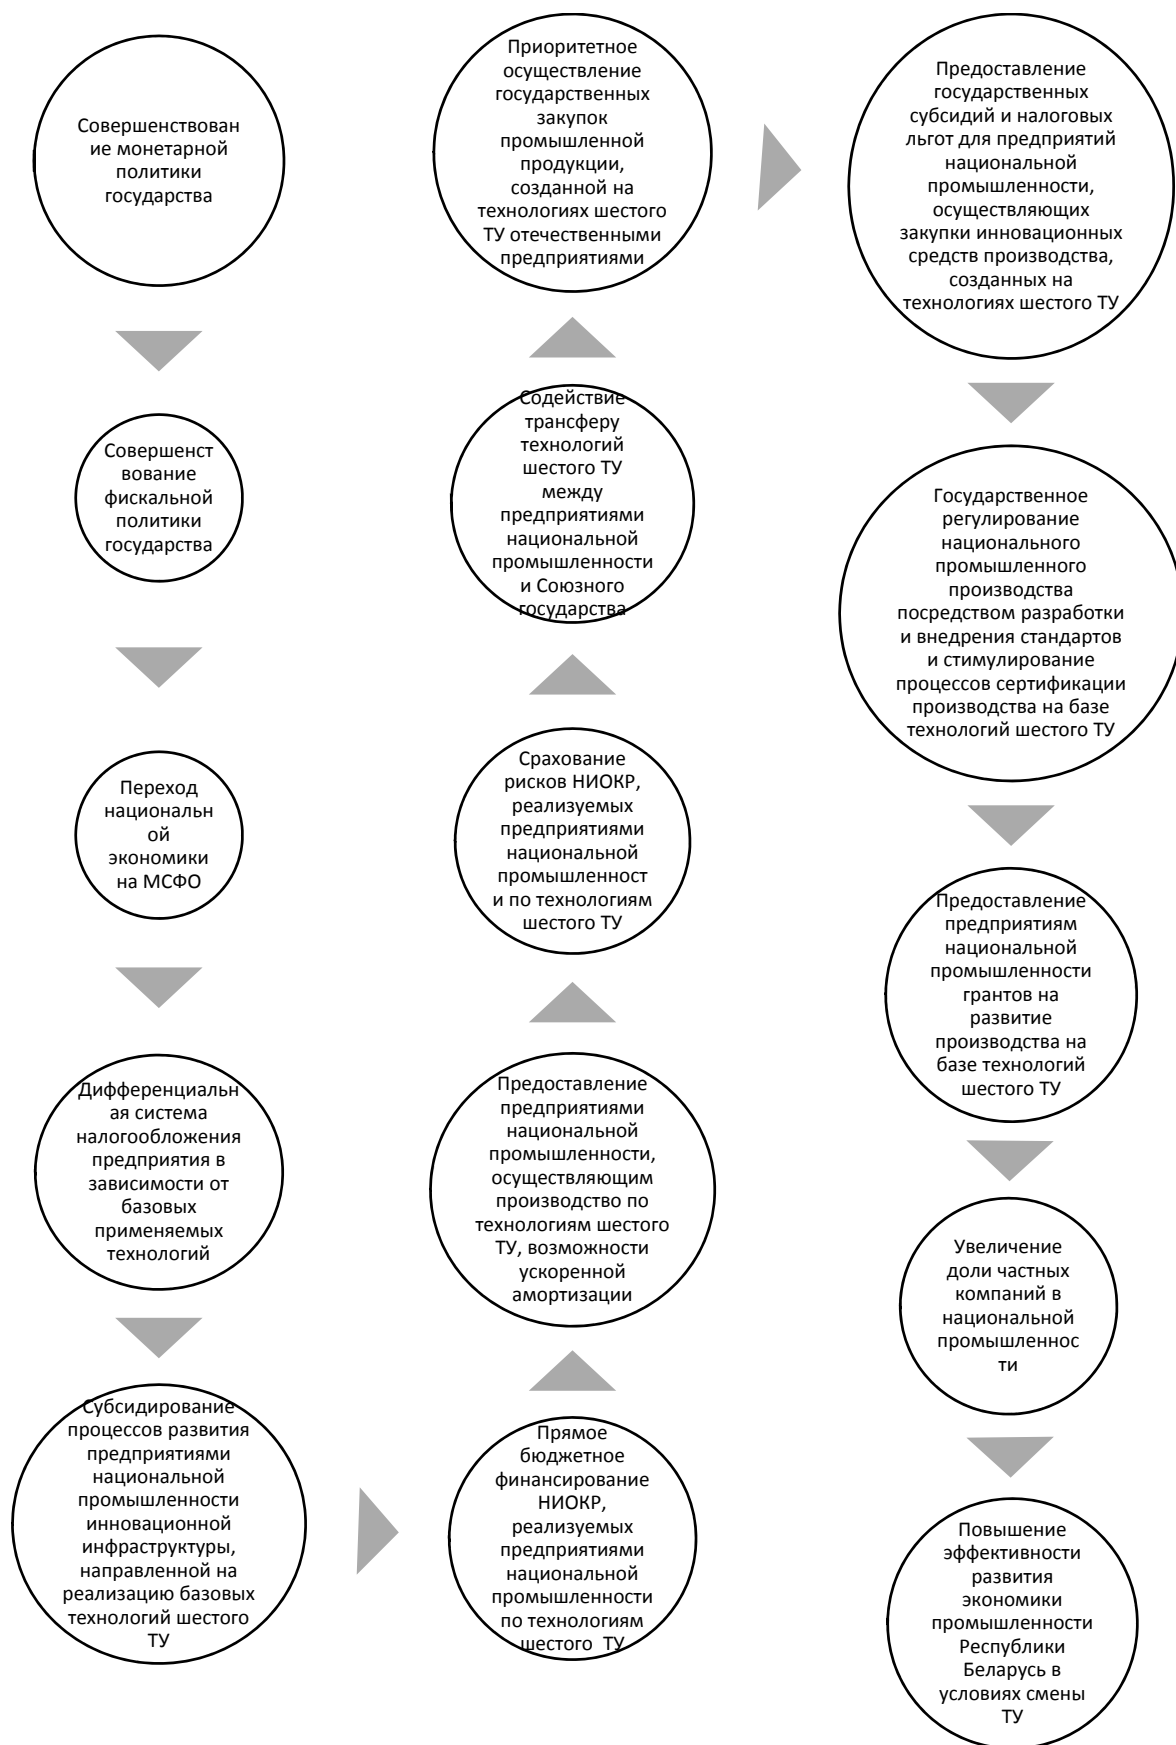 Совершенствован
ие монетарной
политики
государства
Совершенст
вование
фискальной
политики
государства
Переход
национальн
ой
экономики
на МСФО
Дифференциальн
ая система
налогообложения
предприятия в
зависимости от
базовых
применяемых
технологий
Субсидирование
процессов развития
предприятиями
национальной
промышленности
инновационной
инфраструктуры,
направленной на
реализацию базовых
технологий шестого
ТУ
Прямое
бюджетное
финансирование
НИОКР,
реализуемых
предприятиями
национальной
промышленности
по технологиям
шестого ТУ
Предоставление
предприятиями
национальной
промышленности,
осуществляющим
производство по
технологиям шестого
ТУ, возможности
ускоренной
амортизации
Срахование
рисков НИОКР,
реализуемых
предприятиями
национальной
промышленност
и по технологиям
шестого ТУ
Содействие
трансферу
технологий
шестого ТУ
между
предприятиями
национальной
промышленности
и Союзного
государства
Приоритетное
осуществление
государственных
закупок
промышленной
продукции,
созданной на
технологиях шестого
ТУ отечественными
предприятиями
Предоставление
государственных
субсидий и налоговых
льгот для предприятий
национальной
промышленности,
осуществляющих
закупки инновационных
средств производства,
созданных на
технологиях шестого ТУ
Государственное
регулирование
национального
промышленного
производства
посредством разработки
и внедрения стандартов
и стимулирование
процессов сертификации
производства на базе
технологий шестого ТУ
Предоставление
предприятиям
национальной
промышленности
грантов на
развитие
производства на
базе технологий
шестого ТУ
Увеличение
доли частных
компаний в
национальной
промышленнос
ти
Повышение
эффективности
развития
экономики
промышленности
Республики
Беларусь в
условиях смены
ТУ